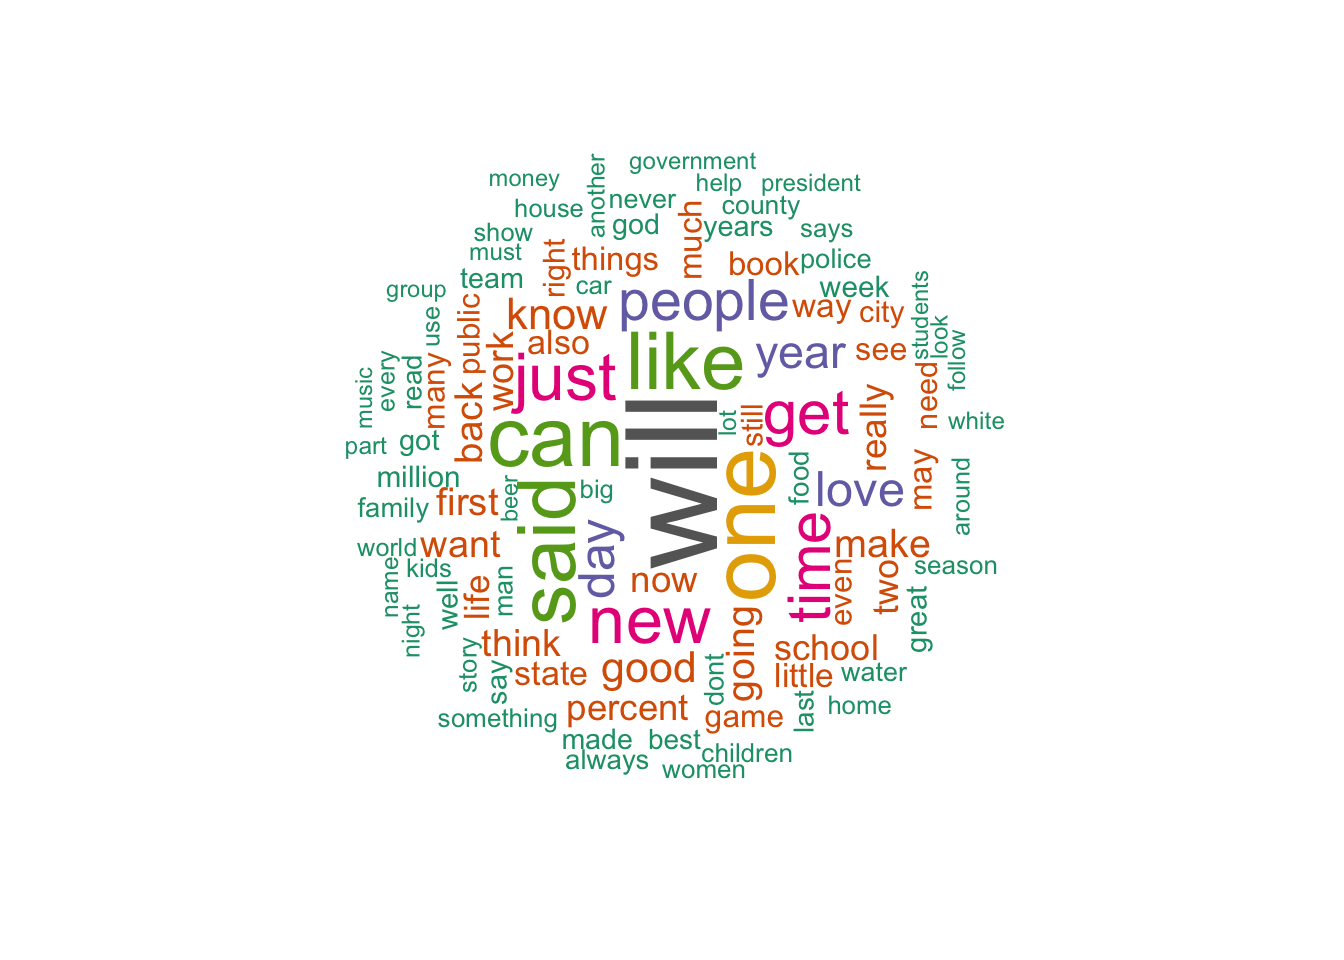 government
money
another
help
president
house
never
county
god
much
years
says
show
must
right
things
book
police
team
car
week
group
people
way
city
students
look
follow
use
public
know
also
like
year
see
work
just
music
every
read
many
back
can
will
lot
still
get
really
need
white
part
got
million
family
first
beer
big
said
day
one
food
love
may
around
world
want
name
kids
well
life
man
now
new
time
make
even
two
season
great
night
think
story
say
state
good
dont
going
school
little
water
something
percent
game
last
home
made
best
always
children
women